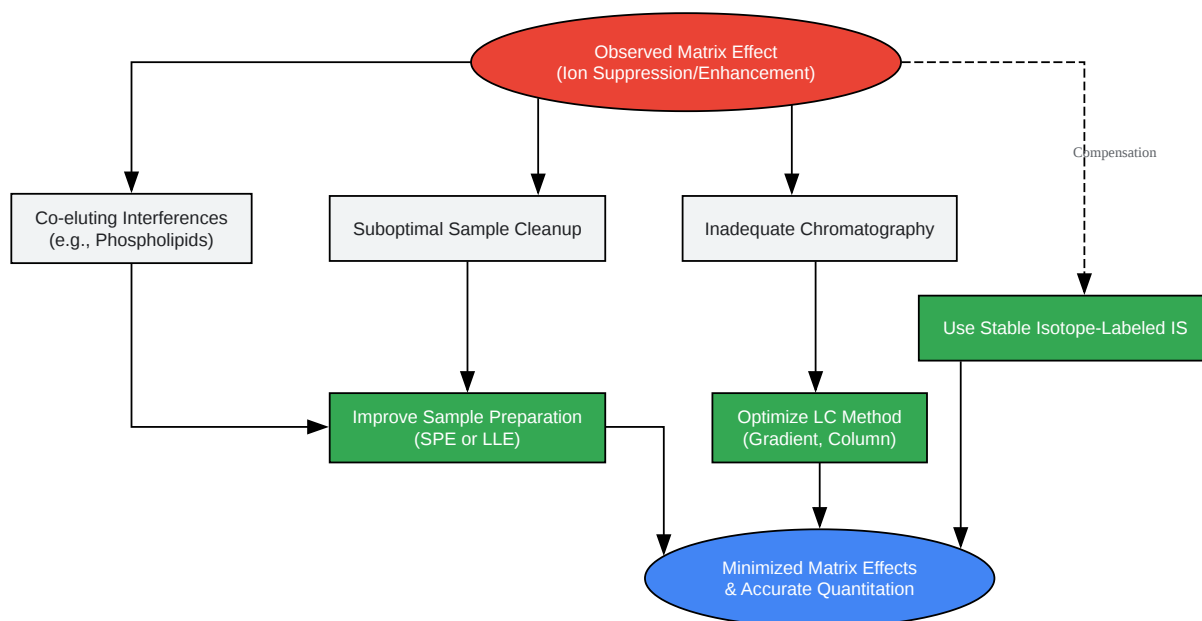 Observed Matrix Effect
(Ion Suppression/Enhancement)
Compensation
Co-eluting Interferences
(e.g., Phospholipids)
Suboptimal Sample Cleanup
Inadequate Chromatography
Use Stable Isotope-Labeled IS
Improve Sample Preparation
(SPE or LLE)
Optimize LC Method
(Gradient, Column)
Minimized Matrix Effects
& Accurate Quantitation